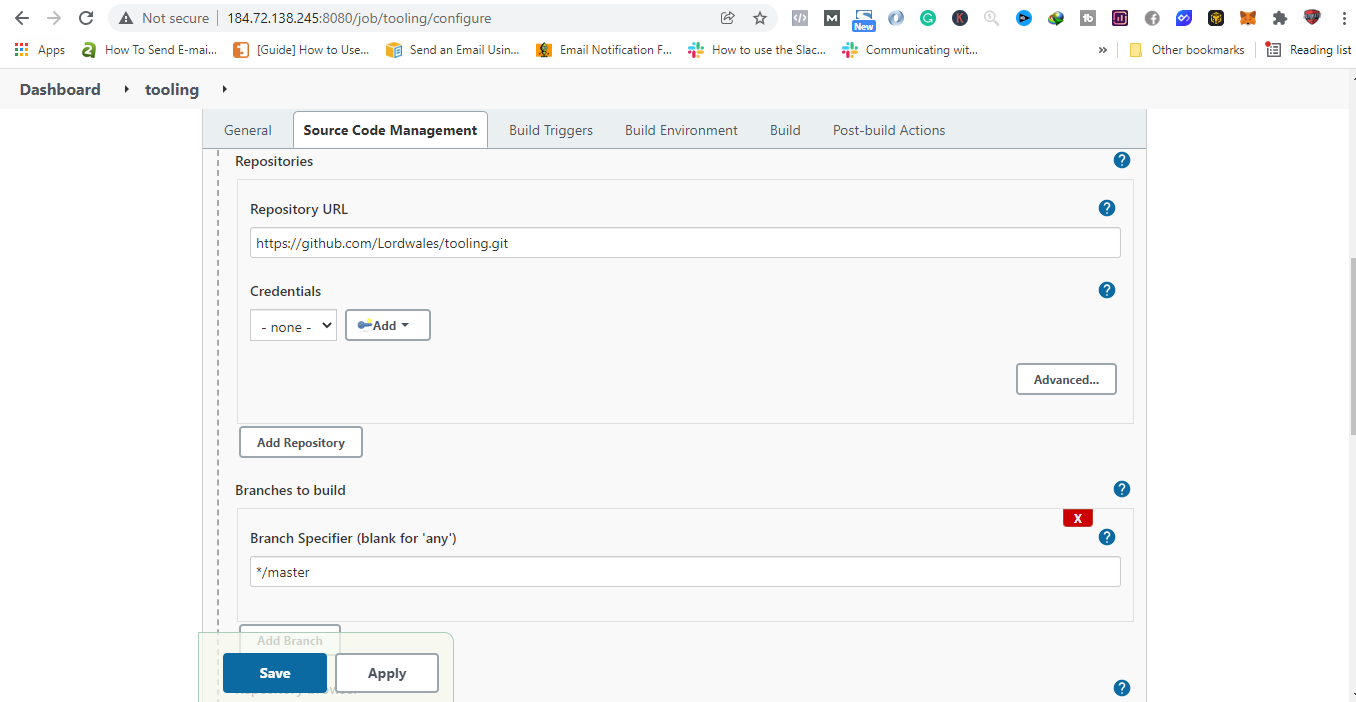 Not secure | 184.72.138.245:8080/job/tooling/configure
New
Apps How To Send E-mai... [Guide] How to Use... Send an Email Usin... Email Notification F... How to use the Slac... Communicating wit... » Other bookmarks Reading list
Dashboard tooling
General Source Code Management Build Triggers Build Environment Build Post-build Actions
Repositories ?
Repository URL ?
https://github.com/Lordwales/tooling.git
Credentials ?
- none - Add
Advanced...
Add Repository
Branches to build ?
X
Branch Specifier (blank for 'any') ?
*/master
Add Branch
Save Apply
Repository browser ?